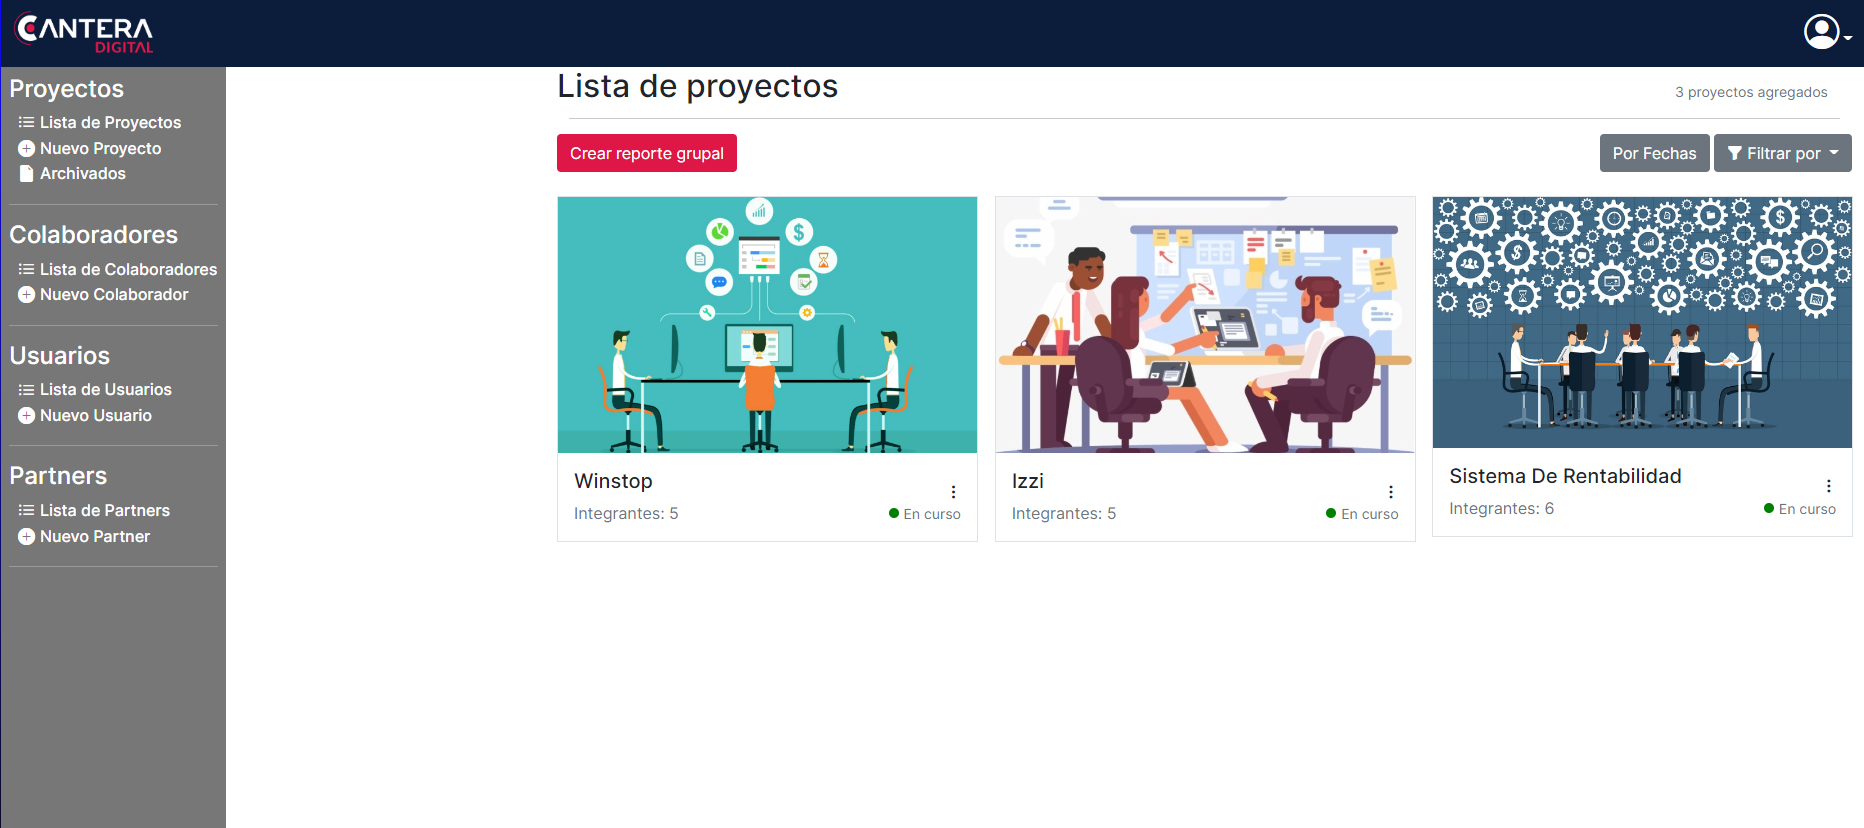 CANTERA
DIGITAL
Proyectos
Lista de Proyectos
Nuevo Proyecto
Archivados
Colaboradores
Lista de Colaboradores
Nuevo Colaborador
Usuarios
Lista de Usuarios
Nuevo Usuario
Partners
Lista de Partners
Nuevo Partner
Lista de proyectos
3 proyectos agregados
Crear reporte grupal
Por Fechas
Filtrar por
Winstop
Integrantes: 5
En curso
Izzi
Integrantes: 5
En curso
Sistema De Rentabilidad
Integrantes: 6
En curso